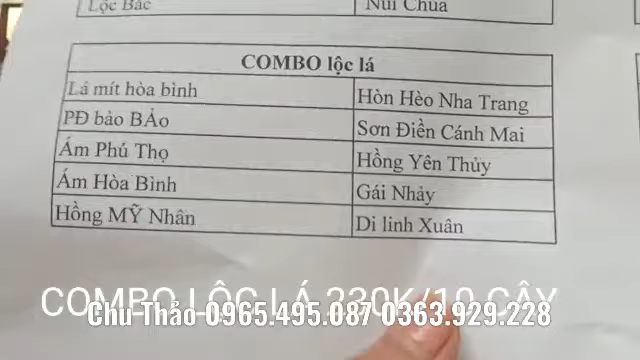 Lộc Bắc
Núi Chúa
COMBO lộc lá
Lá mít hòa bình
Hòn Hèo Nha Trang
PĐ bảo BẢo
Sơn Điền Cánh Mai
Ám Phú Thọ
Hồng Yên Thủy
Ám Hòa Bình
Gái Nhảy
Hồng MỸ Nhân
Di linh Xuân
COMBO LỘC LÁ 230K/10 CÂY
Chu Thảo 0965.495.087 0363.929.228